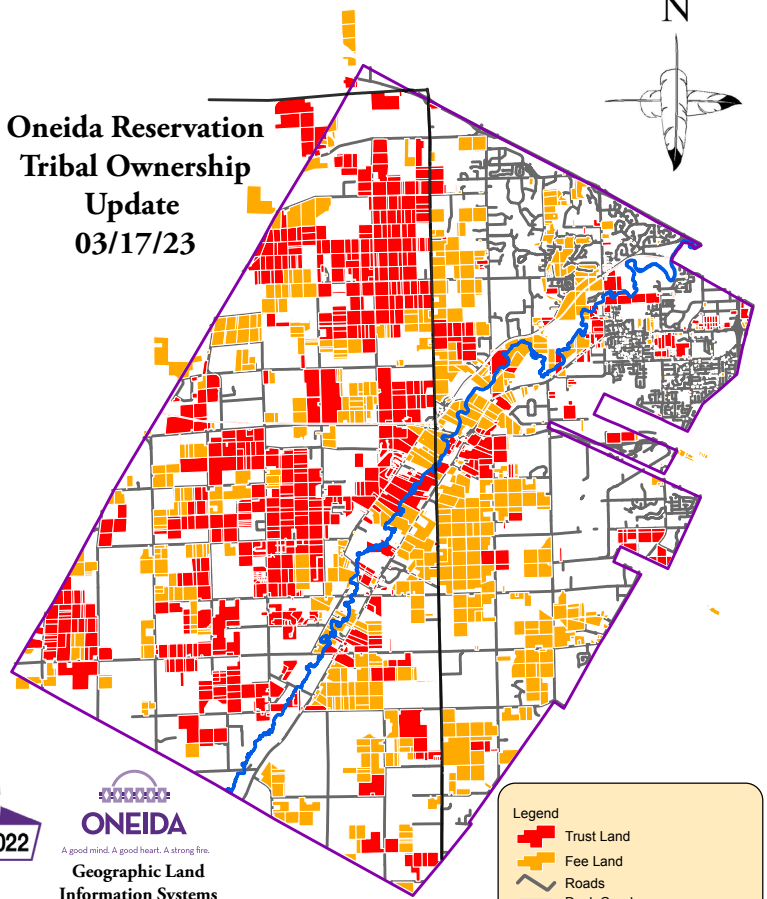 N
Oneida Reservation
Tribal Ownership
Update
03/17/23
022
ONEIDA
A good mind. A good heart. A strong fire.
Geographic Land
Information Systems
Legend
Trust Land
Fee Land
Roads